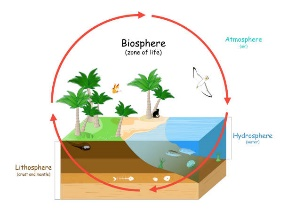 Biosphere
(zone of life)
Atmosphere
(air)
Hydrosphere
(water)
Lithosphere
(crust and mantle)